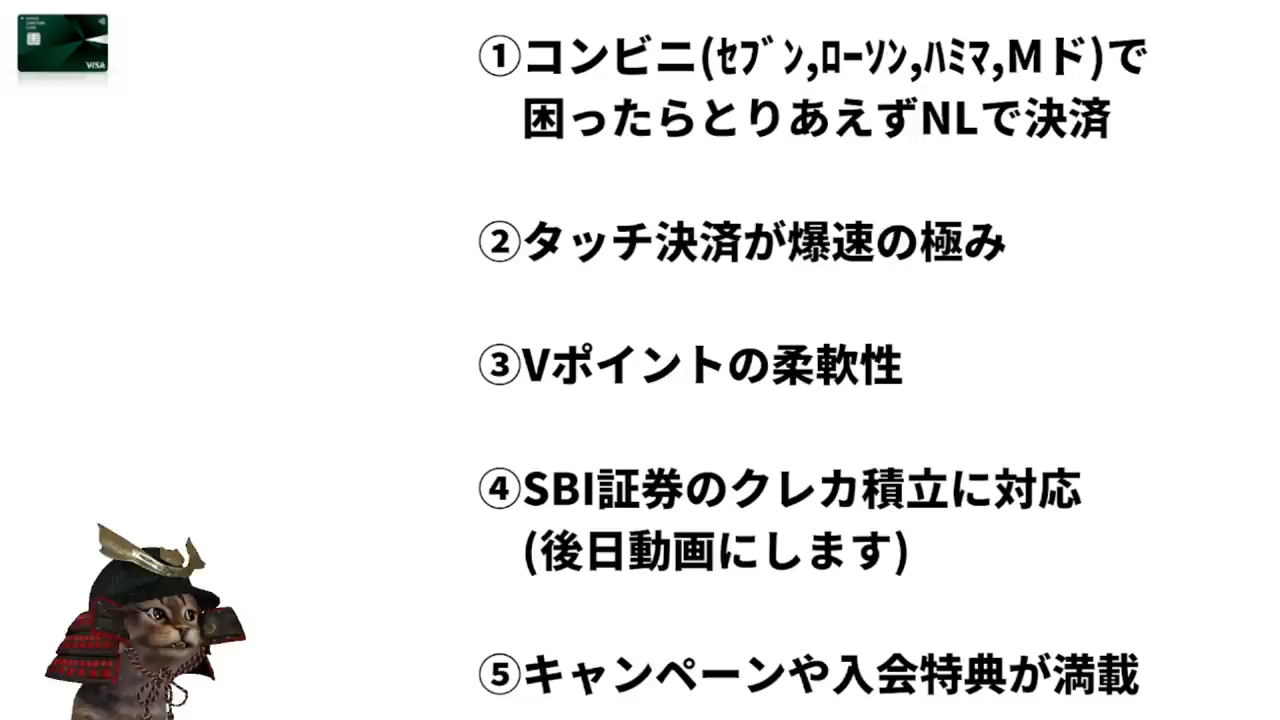 VISA
①コンビニ(ｾﾌﾞﾝ,ﾛｰｿﾝ,ﾊﾐﾏ,Mド)で
困ったらとりあえずNLで決済
②タッチ決済が爆速の極み
③Vポイントの柔軟性
④SBI証券のクレカ積立に対応
(後日動画にします)
⑤キャンペーンや入会特典が満載